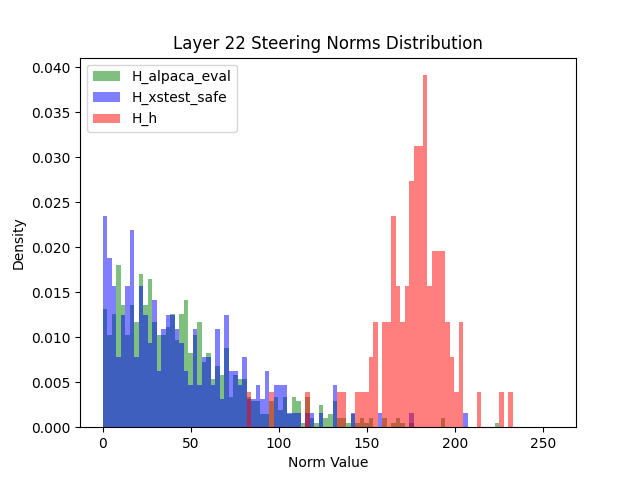 Layer 22 Steering Norms Distribution
H_alpaca_eval
H_xstest_safe
H_h
0.040
0.035
0.030
0.025
0.020
0.015
0.010
0.005
0.000
Density
0 50 100 150 200 250
Norm Value